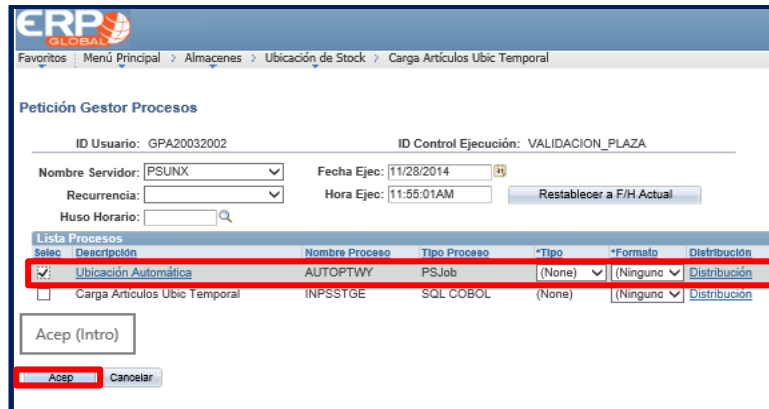 ERP
GLOBAL
Favoritos Menú Principal > Almacenes > Ubicación de Stock > Carga Artículos Ubic Temporal
Petición Gestor Procesos
ID Usuario: GPA20032002 ID Control Ejecución: VALIDACION_PLAZA
Nombre Servidor: PSUNX Fecha Ejec: 11/28/2014
Recurrencia: Hora Ejec: 11:55:01AM Restablecer a F/H Actual
Huso Horario:
Lista Procesos
Selec Descripción Nombre Proceso Tipo Proceso *Tipo *Formato Distribución
Ubicación Automática AUTOPTWY PSJob (None) (Ninguno Distribución
Carga Artículos Ubic Temporal INPSSTGE SQL COBOL (None) (Ninguno Distribución
Acep (Intro)
Acep Cancelar